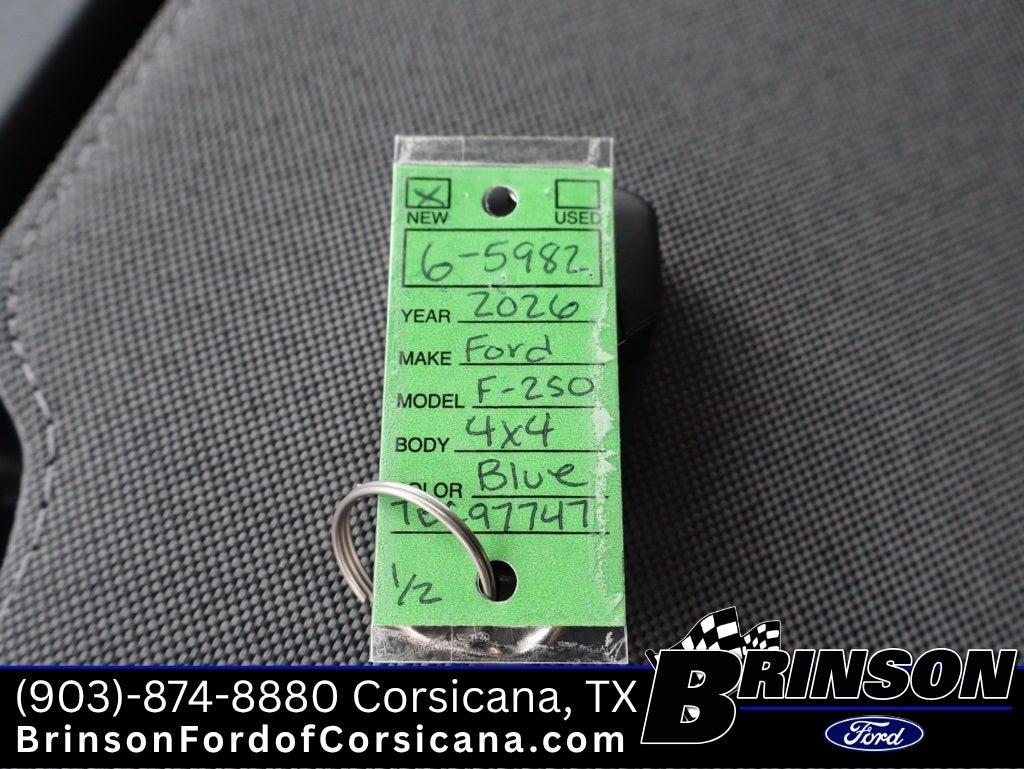 NEW USED
6-5982
YEAR 2026
MAKE Ford
MODEL F-250
BODY 4x4
Blue
97747
1/2
(903)-874-8880 Corsicana, TX
BrinsonFordofCorsicana.com
BRINSON
Ford